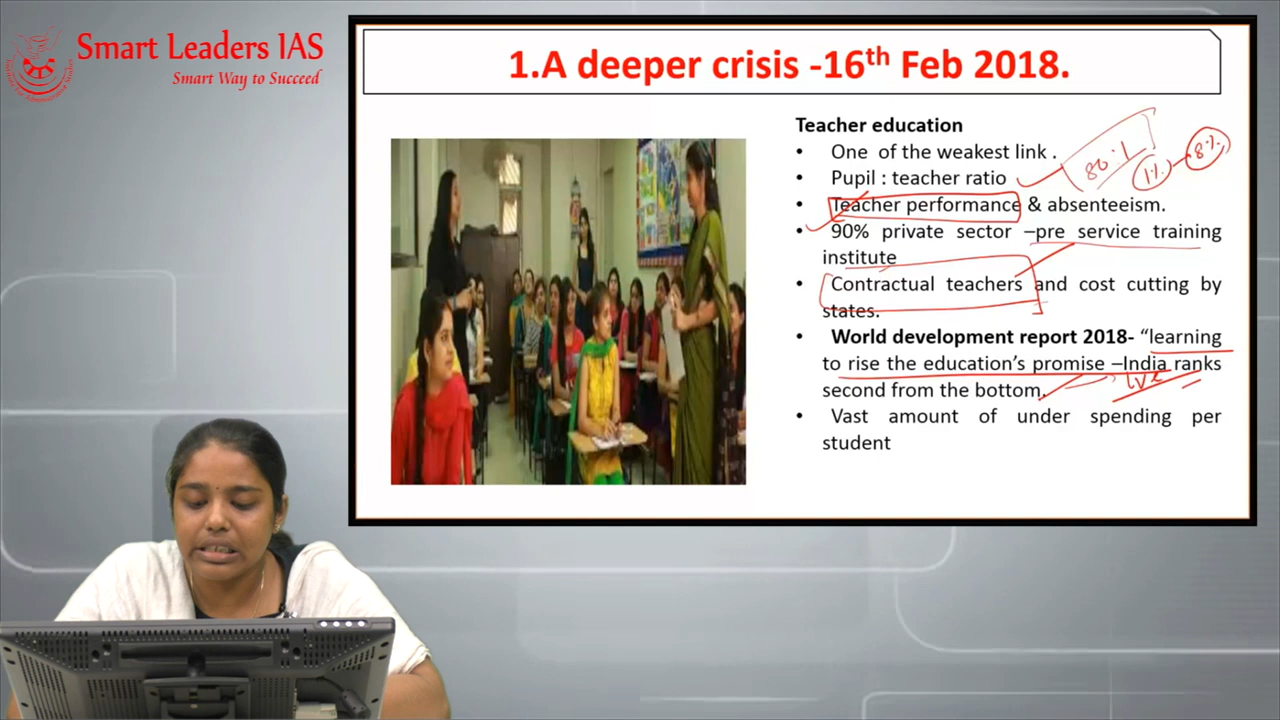 Smart Leaders IAS
Smart Way to Succeed
1.A deeper crisis -16th Feb 2018.
Teacher education
• One of the weakest link .
• Pupil : teacher ratio
• Teacher performance & absenteeism.
• 90% private sector –pre service training
institute
• Contractual teachers and cost cutting by
states.
• World development report 2018- “learning
to rise the education’s promise –India ranks
second from the bottom.
• Vast amount of under spending per
student
80:1
1%
8%